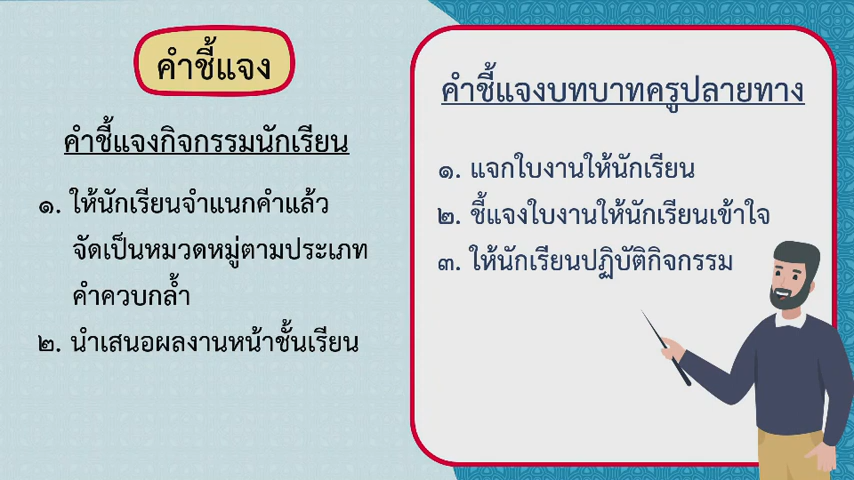 คำชี้แจง
คำชี้แจงกิจกรรมนักเรียน
๑. ให้นักเรียนจำแนกคำแล้ว
จัดเป็นหมวดหมู่ตามประเภท
คำควบกล้ำ
๒. นำเสนอผลงานหน้าชั้นเรียน
คำชี้แจงบทบาทครูปลายทาง
๑. แจกใบงานให้นักเรียน
๒. ชี้แจงใบงานให้นักเรียนเข้าใจ
๓. ให้นักเรียนปฏิบัติกิจกรรม